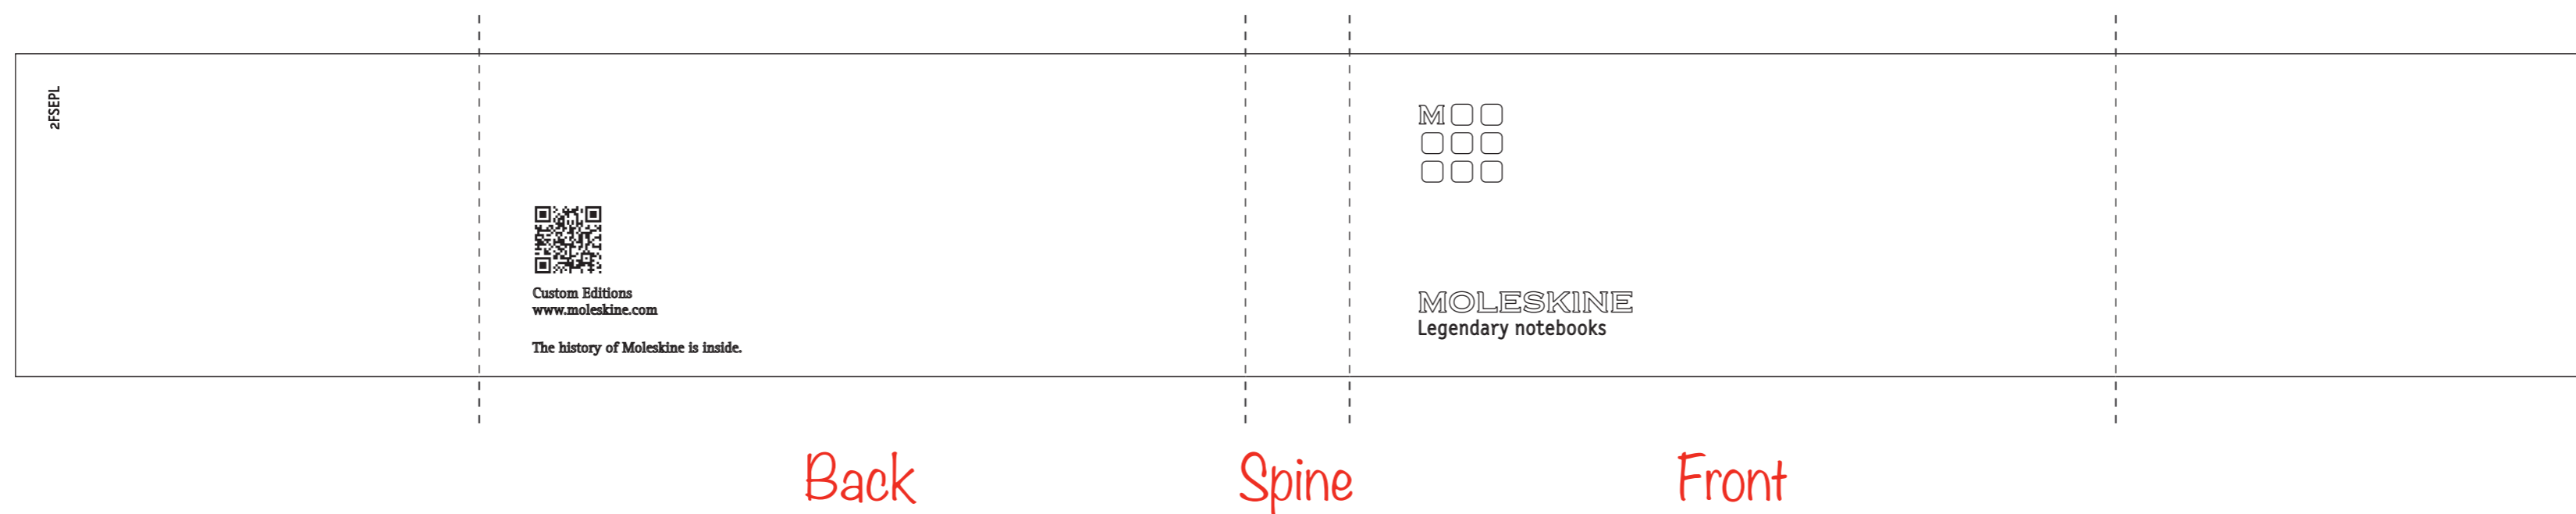 2FSEPL
Custom Editions
www.moleskine.com
The history of Moleskine is inside.
M
MOLESKINE
Legendary notebooks
Back
Spine
Front